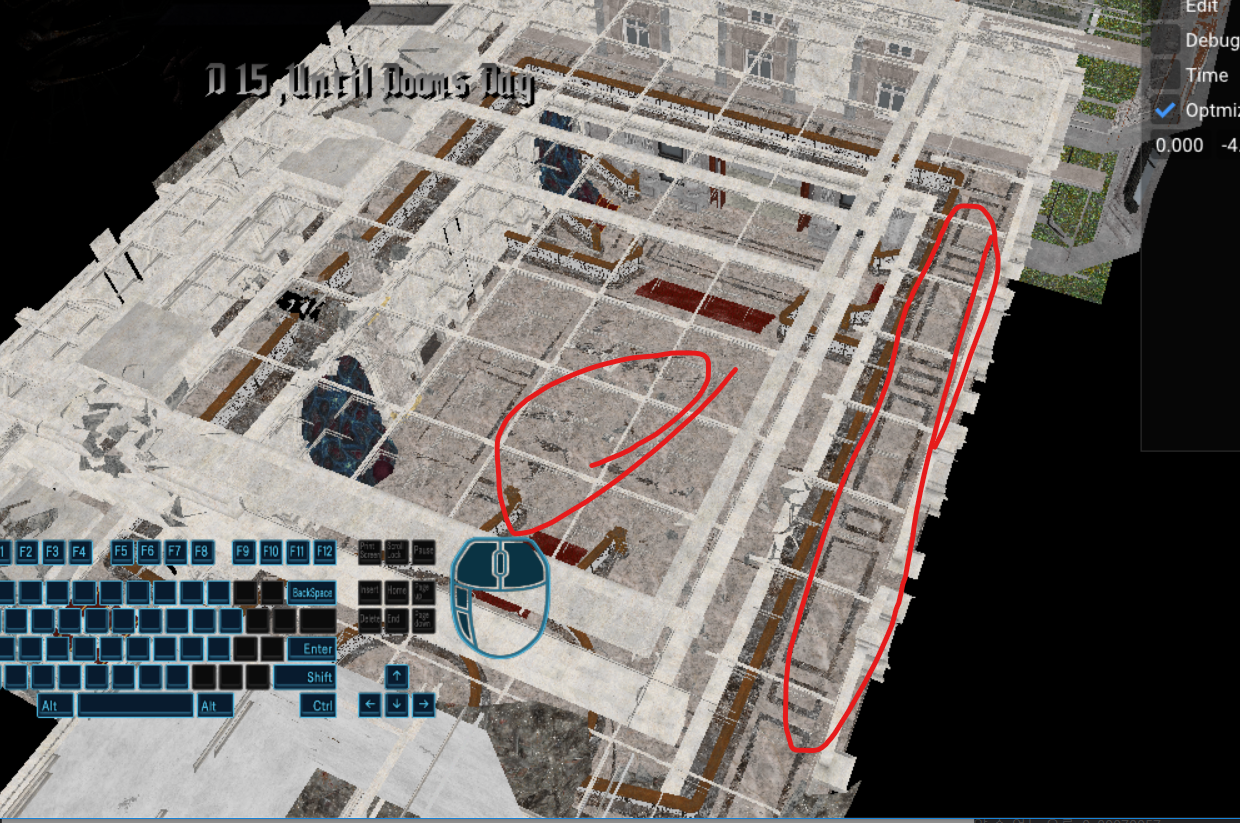 Edit
Debug
D 15 ,Until Dooms Day
Time
Optmiz
0.000 -4.
F2 F3 F4 F5 F6 F7 F8 F9 F10 F11 F12
Print Screen Scroll Lock Pause
BackSpace
Insert Home Page up
Delete End Page down
Enter
Shift
Alt Alt Ctrl